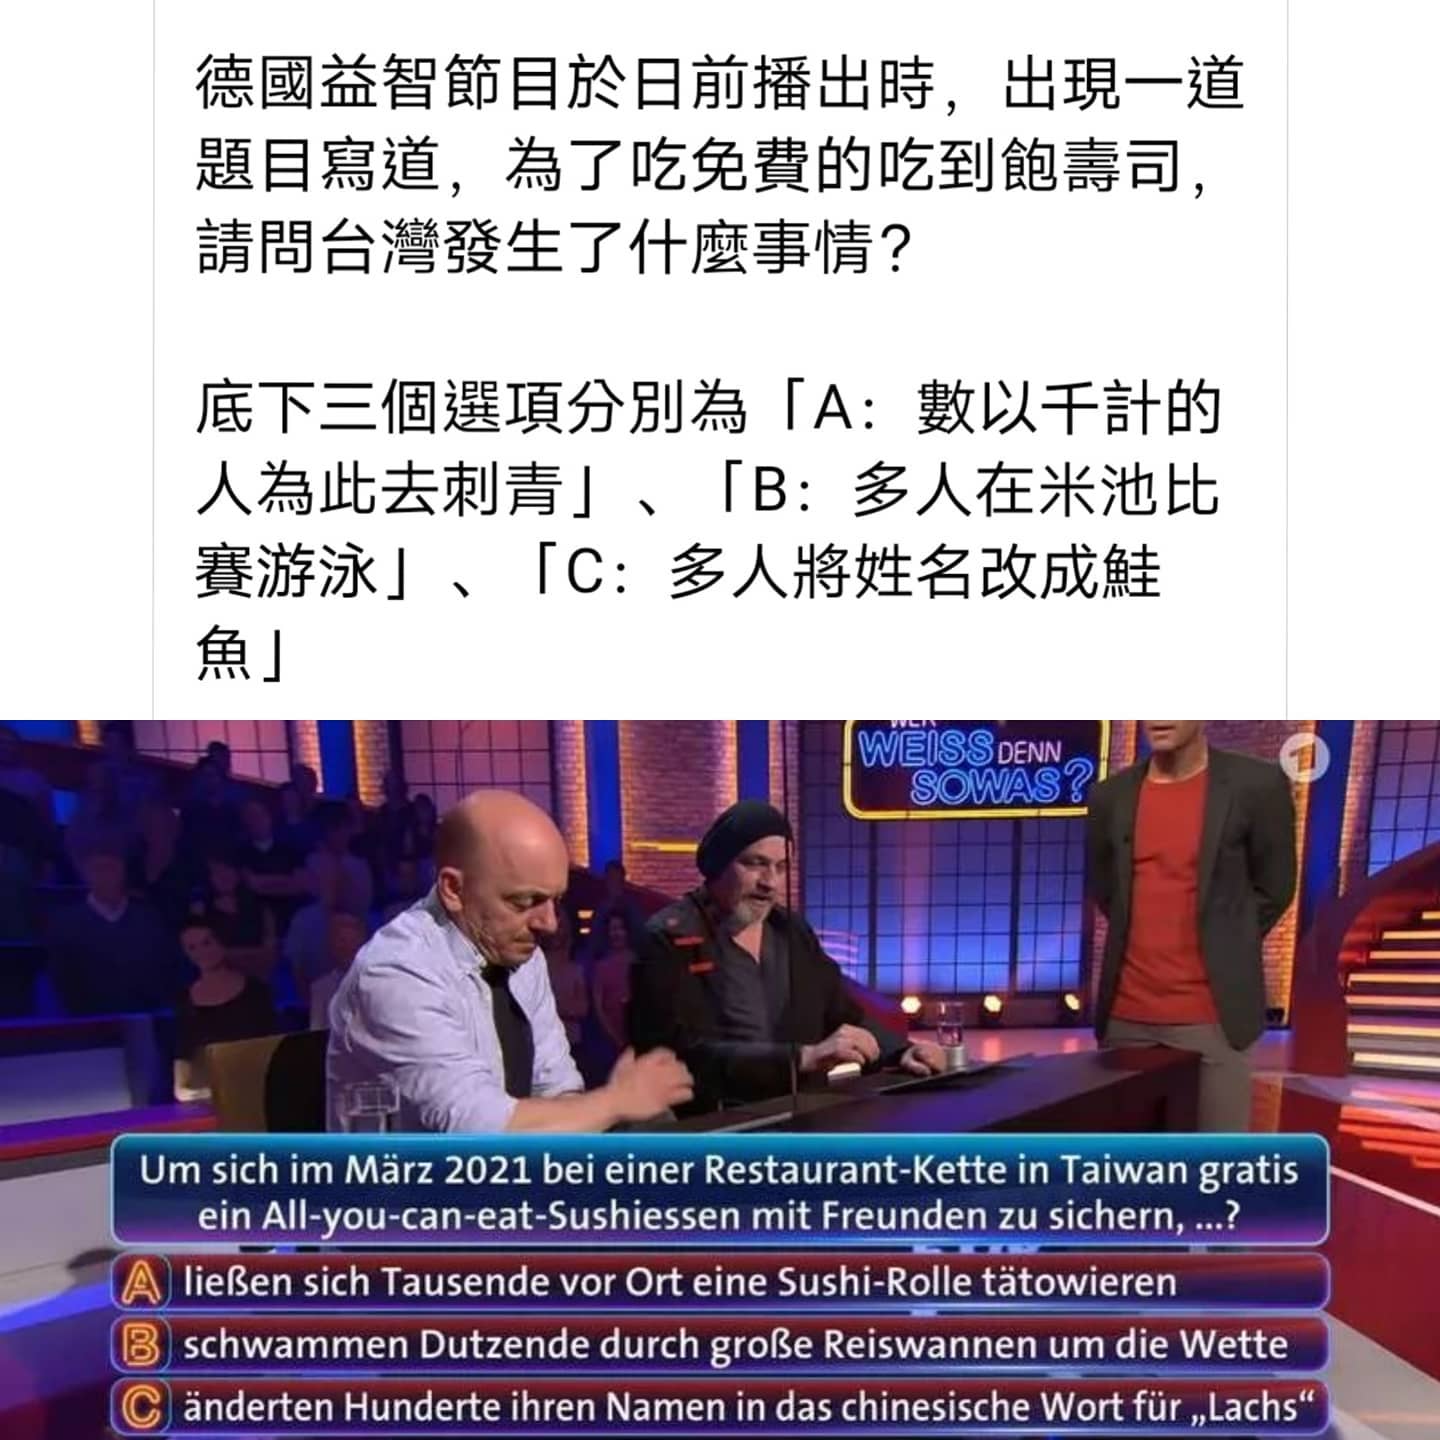 德國益智節目於日前播出時，出現一道
題目寫道，為了吃免費的吃到飽壽司，
請問台灣發生了什麼事情？
底下三個選項分別為「A：數以千計的
人為此去刺青」、「B：多人在米池比
賽游泳」、「C：多人將姓名改成鮭
魚」
WER
WEISS DENN
SOWAS?
1
Um sich im März 2021 bei einer Restaurant-Kette in Taiwan gratis
ein All-you-can-eat-Sushiessen mit Freunden zu sichern, ...?
A ließen sich Tausende vor Ort eine Sushi-Rolle tätowieren
B schwammen Dutzende durch große Reiswannen um die Wette
C änderten Hunderte ihren Namen in das chinesische Wort für „Lachs“